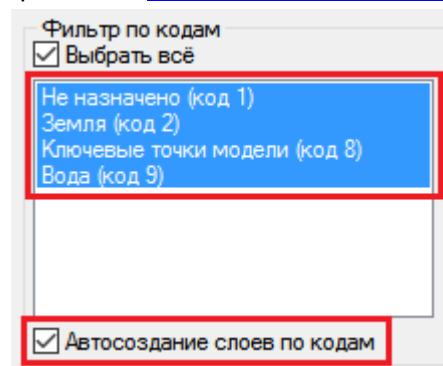 Фильтр по кодам
Выбрать всё
Не назначено (код 1)
Земля (код 2)
Ключевые точки модели (код 8)
Вода (код 9)
Автосоздание слоев по кодам